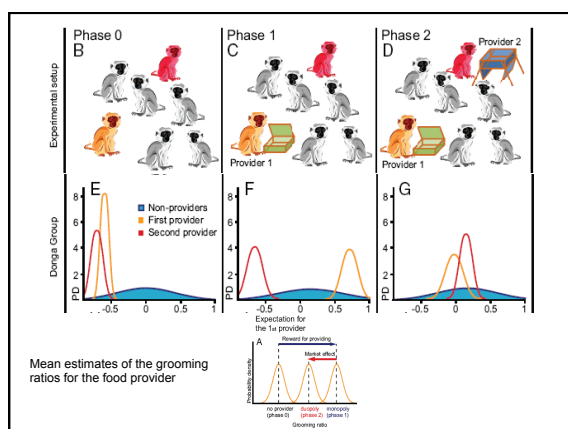 Phase 0
Phase 1
Phase 2
B
C
D
Provider 2
Experimental setup
Provider 1
Provider 1
E
F
G
Non-providers
First provider
Second provider
Donga Group
PD
8
6
4
2
8
6
4
2
8
6
4
2
-0.5 0 0.5 1
-0.5 0 0.5 1
-0.5 0 0.5 1
Expectation for
the 1st provider
A
Reward for providing
Market effect
Probability density
no provider
(phase 0)
duopoly
(phase 2)
monopoly
(phase 1)
Grooming ratio
Mean estimates of the grooming
ratios for the food provider